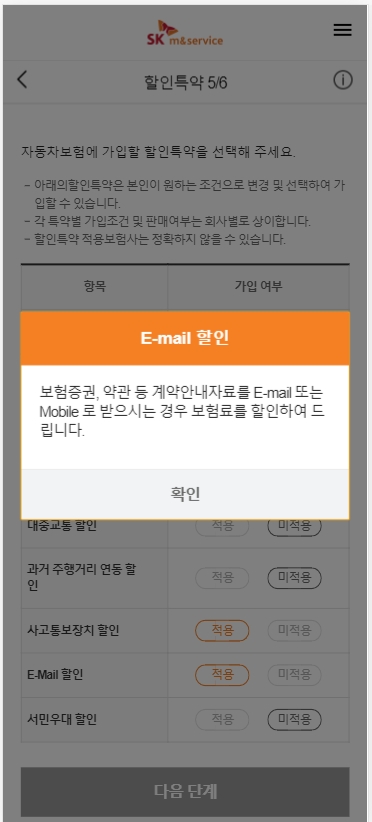 SK m&service
할인특약 5/6
자동차보험에 가입할 할인특약을 선택해 주세요.
- 아래의할인특약은 본인이 원하는 조건으로 변경 및 선택하여 가
입할 수 있습니다.
- 각 특약별 가입조건 및 판매여부는 회사별로 상이합니다.
- 할인특약 적용보험사는 정확하지 않을 수 있습니다.
항목 가입 여부
E-mail 할인
보험증권, 약관 등 계약안내자료를 E-mail 또는
Mobile 로 받으시는 경우 보험료를 할인하여 드
립니다.
확인
대중교통 할인 적용 미적용
과거 주행거리 연동 할
인 적용 미적용
사고통보장치 할인 적용 미적용
E-Mail 할인 적용 미적용
서민우대 할인 적용 미적용
다음 단계